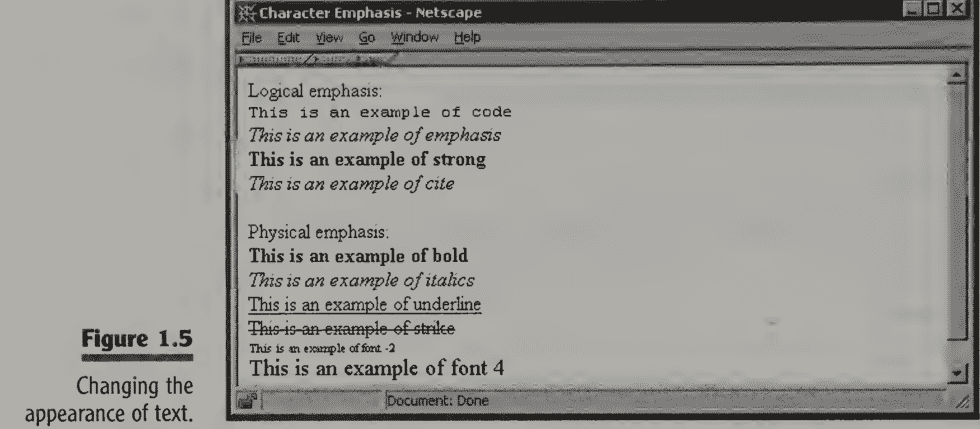 Character Emphasis - Netscape
File Edit View Go Window Help
Logical emphasis:
This is an example of code
This is an example of emphasis
This is an example of strong
This is an example of cite
Physical emphasis:
This is an example of bold
This is an example of italics
This is an example of underline
This is an example of strike
This is an example of font -2
This is an example of font 4
Document: Done
Figure 1.5
Changing the
appearance of text.